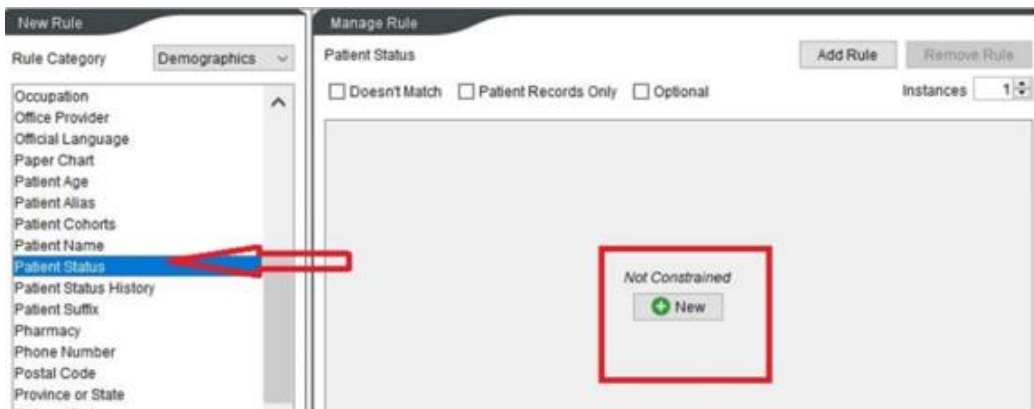 New Rule
Rule Category Demographics
Occupation
Office Provider
Official Language
Paper Chart
Patient Age
Patient Alias
Patient Cohorts
Patient Name
Patient Status
Patient Status History
Patient Suffix
Pharmacy
Phone Number
Postal Code
Province or State
Manage Rule
Patient Status Add Rule Remove Rule
Doesn't Match Patient Records Only Optional Instances 1
Not Constrained
New